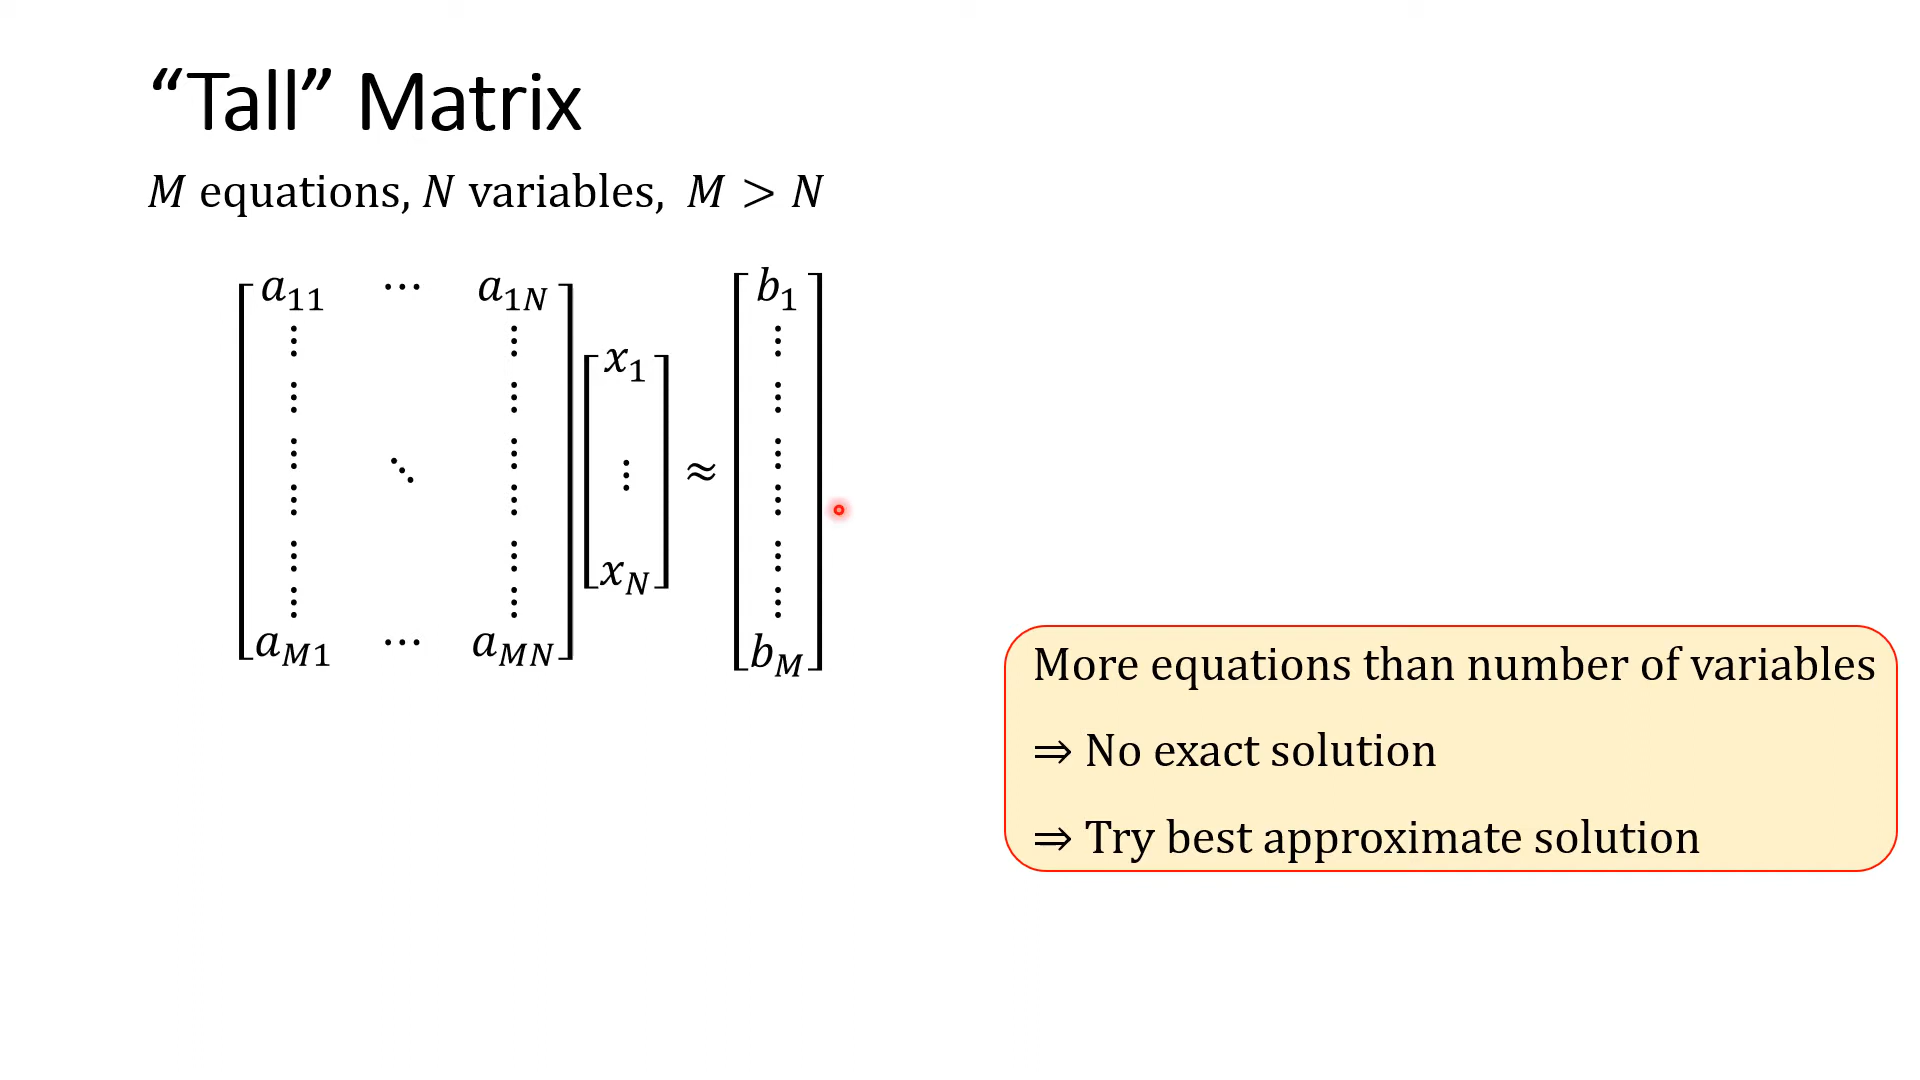 “Tall” Matrix
M equations, N variables, M > N
a₁₁ ⋯ a₁N b₁
⋮ ⋮ ⋮
⋮ ⋮ x₁ ⋮
⋮ ⋱ ⋮ ⋮ ≈ ⋮
⋮ ⋮ ⋮
⋮ ⋮ xN ⋮
⋮ ⋮ ⋮
aM1 ⋯ aMN bM
More equations than number of variables
⇒ No exact solution
⇒ Try best approximate solution